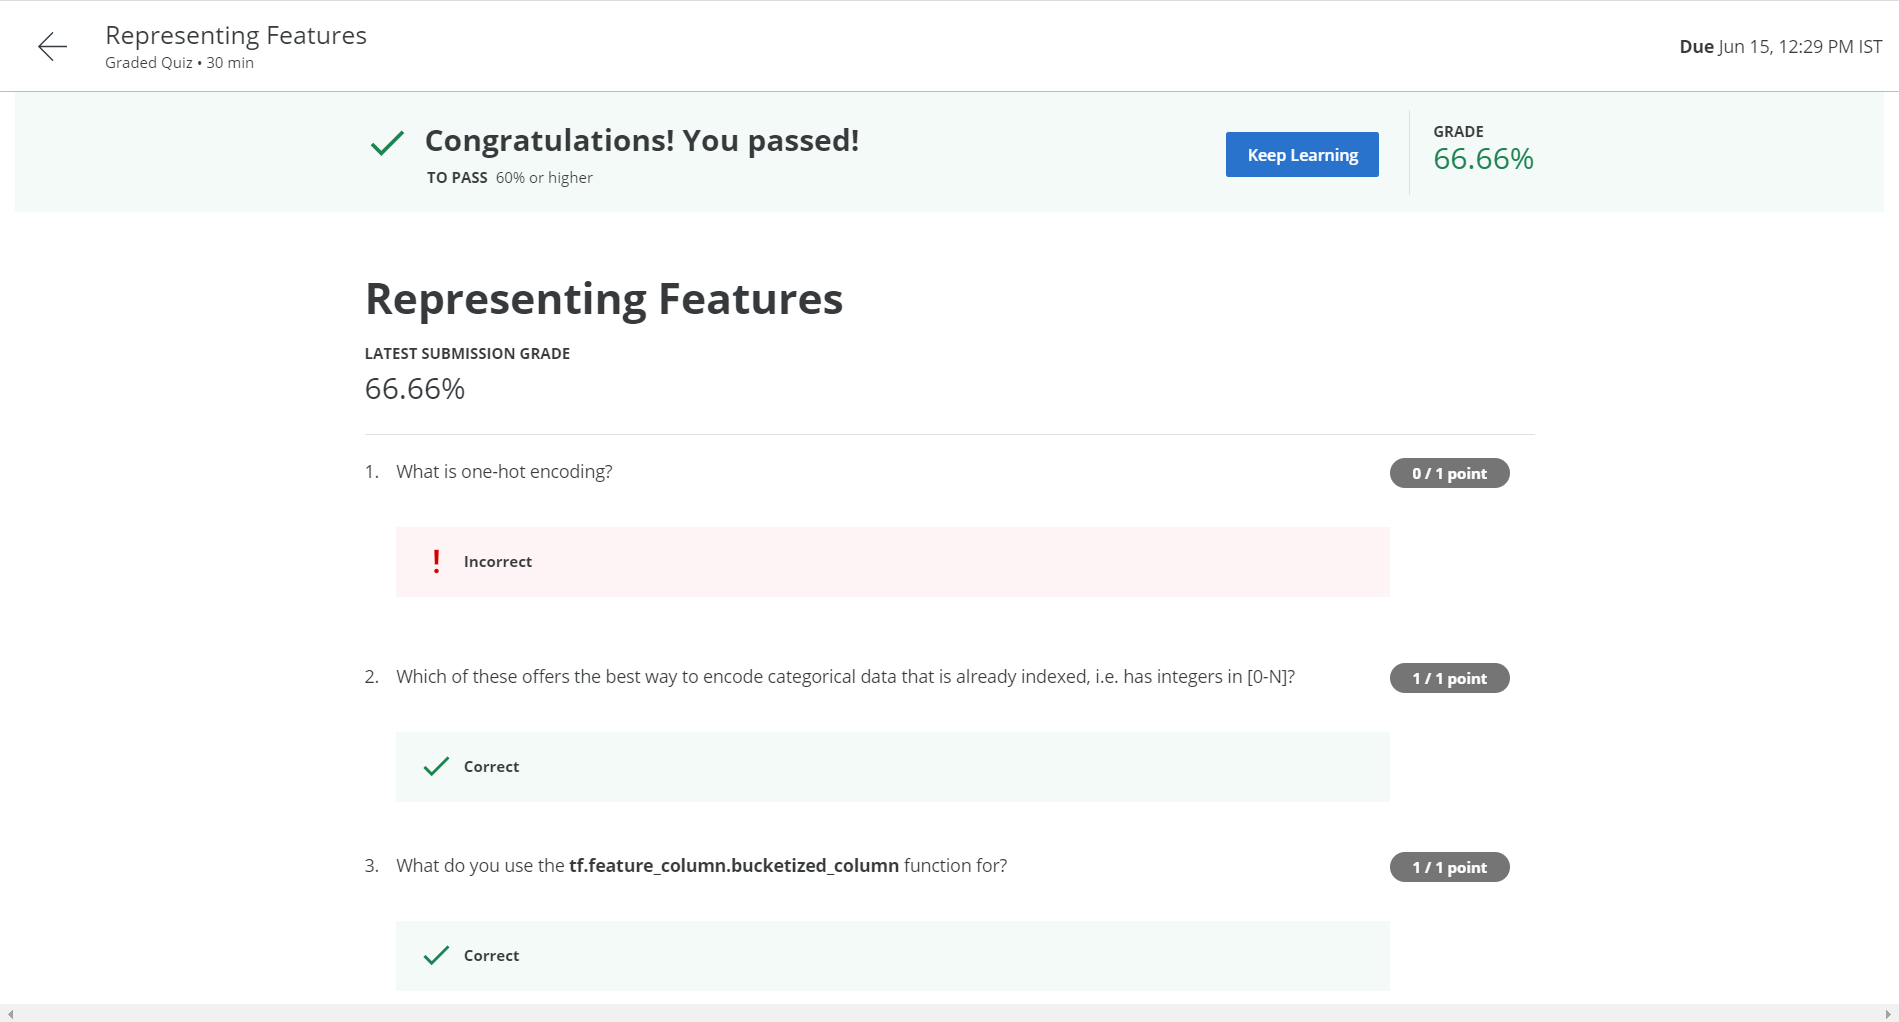 Representing Features
Graded Quiz • 30 min
Due Jun 15, 12:29 PM IST
Congratulations! You passed!
TO PASS 60% or higher
Keep Learning
GRADE
66.66%
Representing Features
LATEST SUBMISSION GRADE
66.66%
1. What is one-hot encoding?
0 / 1 point
Incorrect
2. Which of these offers the best way to encode categorical data that is already indexed, i.e. has integers in [0-N]?
1 / 1 point
Correct
3. What do you use the tf.feature_column.bucketized_column function for?
1 / 1 point
Correct